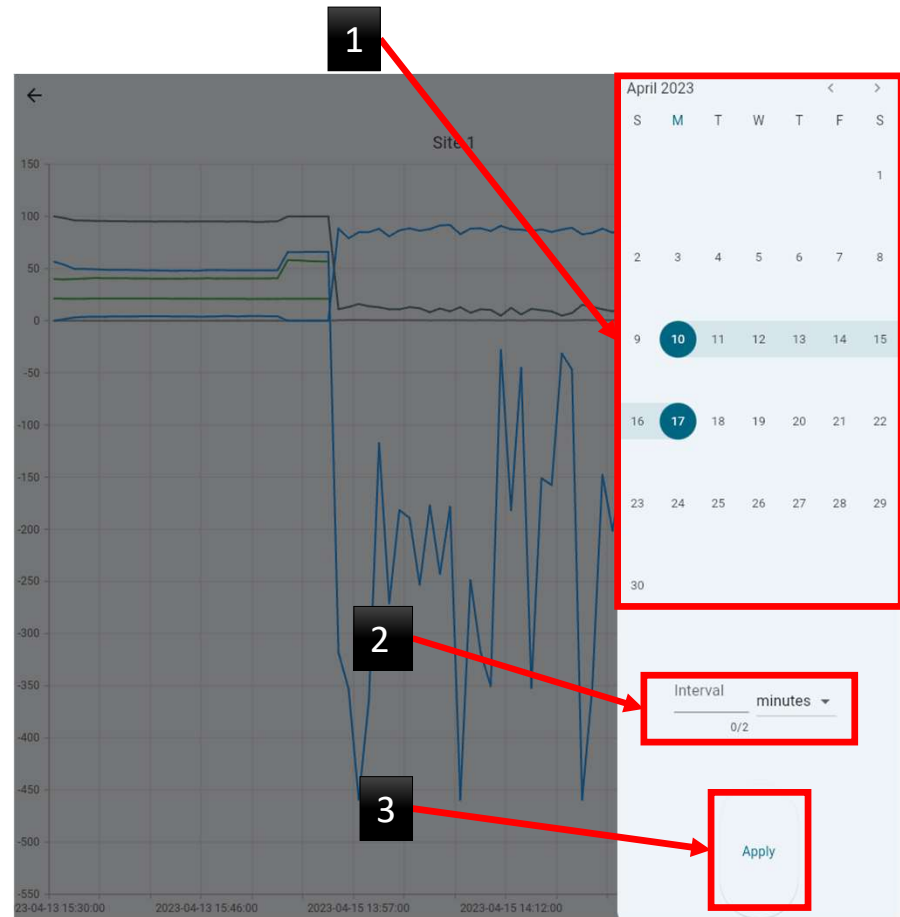 1
←
April 2023 < >
S M T W T F S
Site 1
150
1
100
50
2 3 4 5 6 7 8
0
9 10 11 12 13 14 15
-50
-100
16 17 18 19 20 21 22
-150
23 24 25 26 27 28 29
-200
-250
30
-300
2
-350
Interval
minutes
0/2
-400
-450
3
-500
Apply
-550
23-04-13 15:30:00 2023-04-13 15:46:00 2023-04-15 13:57:00 2023-04-15 14:12:00